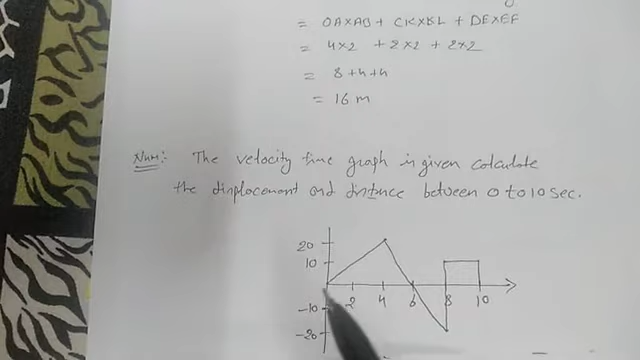 = OA×AB + CK×KL + DE×EF
= 4×2 + 2×2 + 2×2
= 8+4+4
= 16 m
Num:- The velocity time graph is given calculate
the displacement and distance between 0 to 10 sec.
20
10
2 4 6 8 10
-10
-20